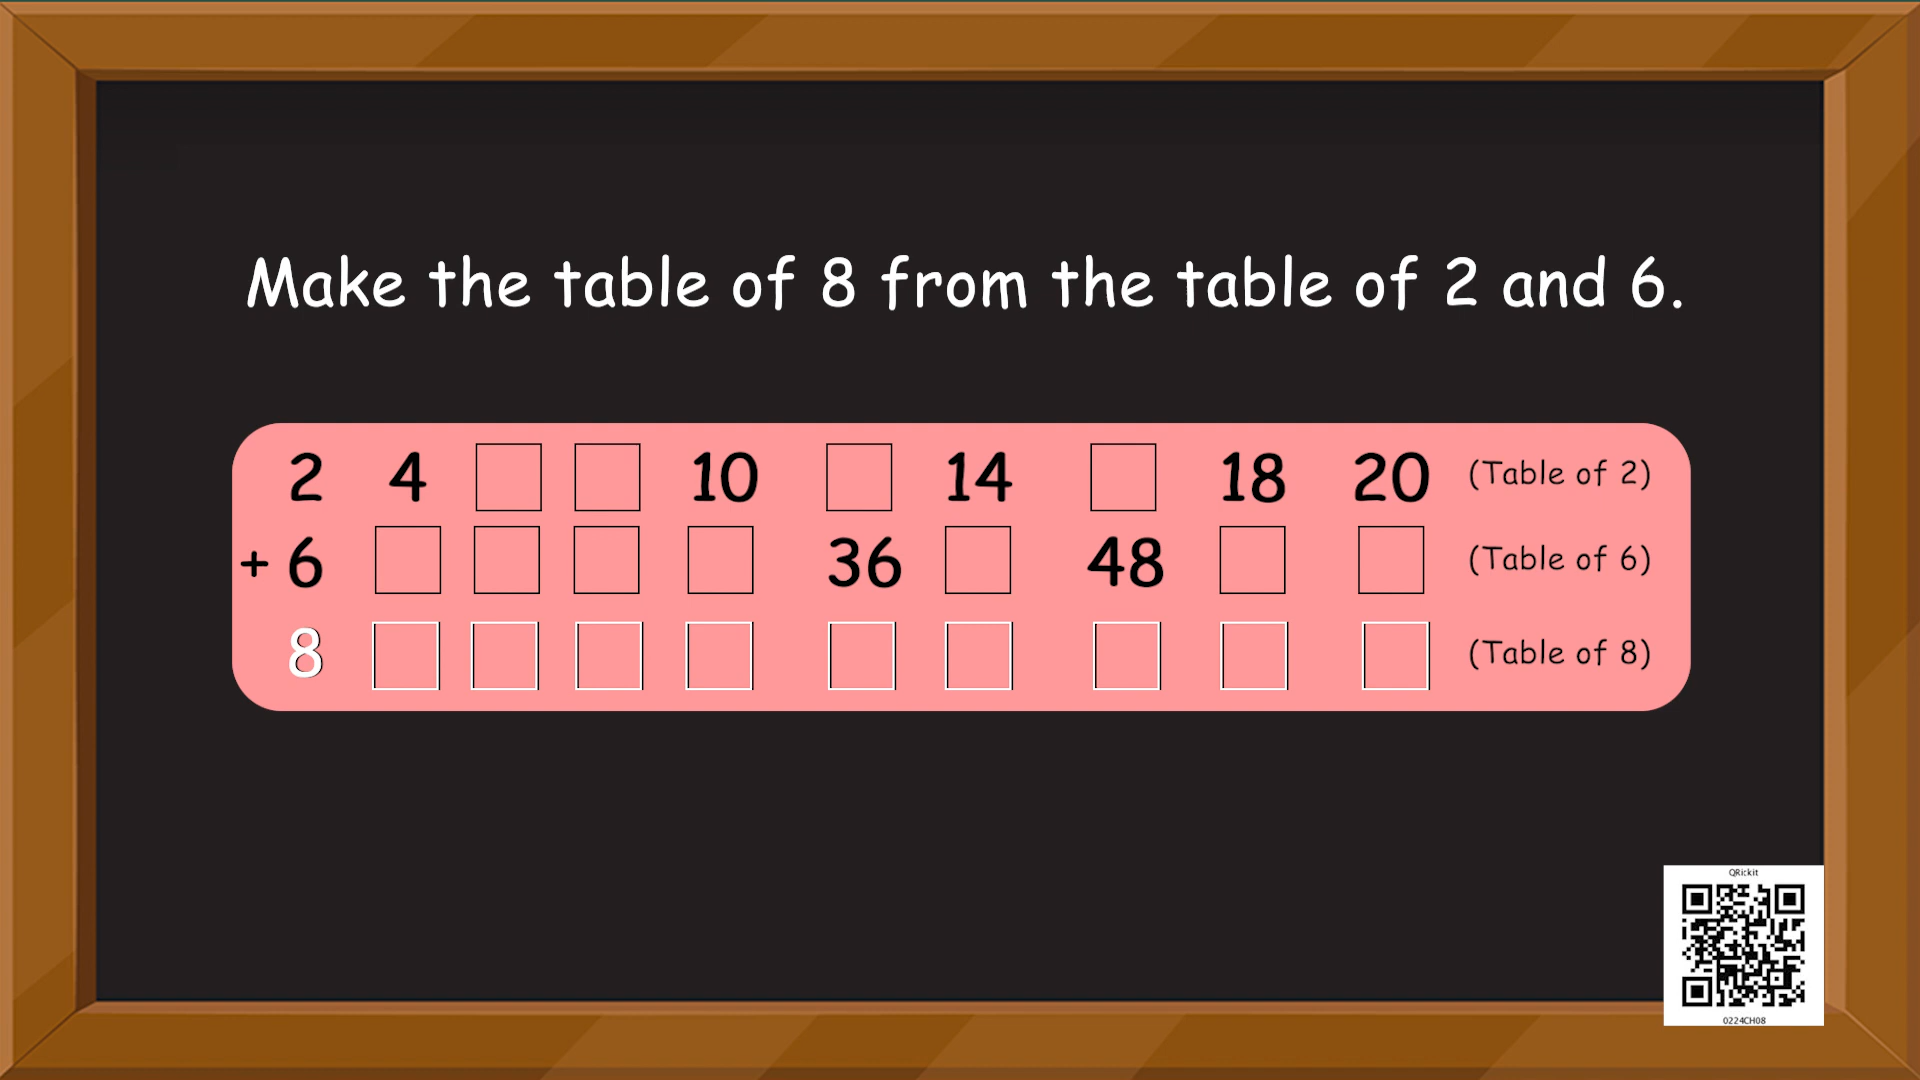 Make the table of 8 from the table of 2 and 6.
2 4 10 14 18 20 (Table of 2)
+ 6 36 48 (Table of 6)
8 (Table of 8)
QRickit
0224CH08